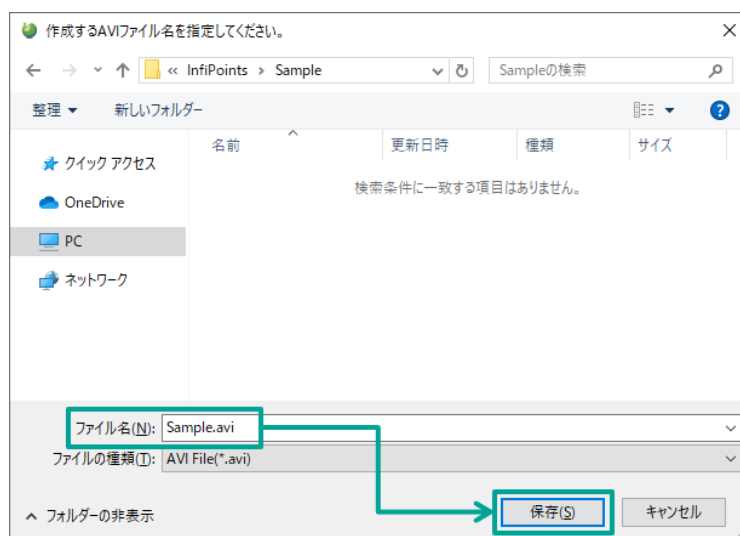 作成するAVIファイル名を指定してください。
« InfiPoints › Sample
Sampleの検索
整理 新しいフォルダー
名前 更新日時 種類 サイズ
検索条件に一致する項目はありません。
クイック アクセス
OneDrive
PC
ネットワーク
ファイル名(N): Sample.avi
ファイルの種類(T): AVI File(*.avi)
フォルダーの非表示 保存(S) キャンセル